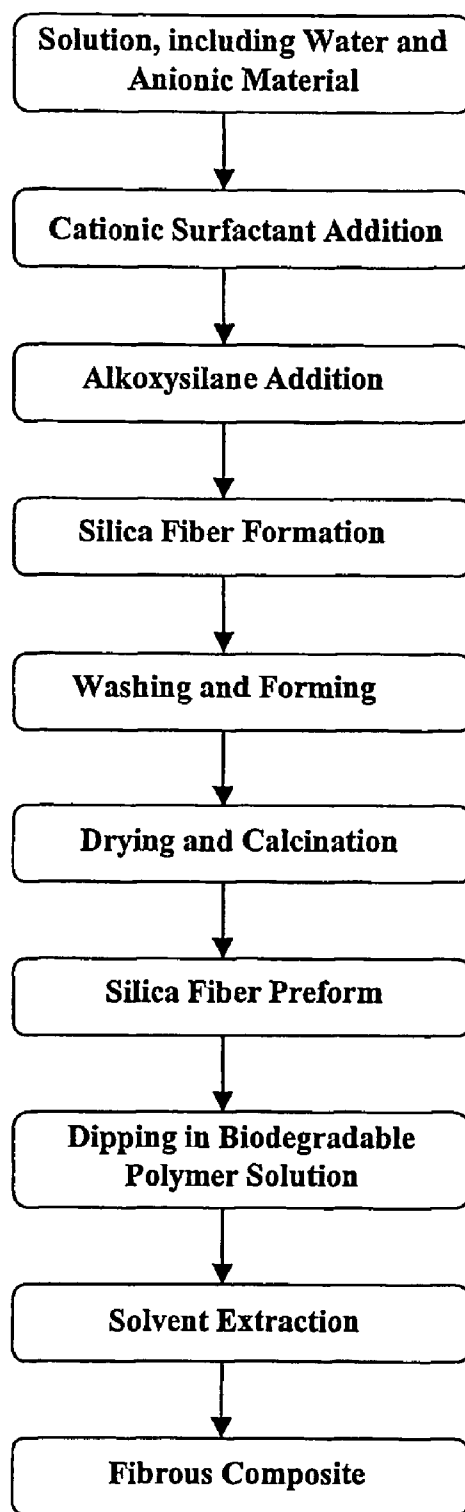 Solution, including Water and
Anionic Material
Cationic Surfactant Addition
Alkoxysilane Addition
Silica Fiber Formation
Washing and Forming
Drying and Calcination
Silica Fiber Preform
Dipping in Biodegradable
Polymer Solution
Solvent Extraction
Fibrous Composite